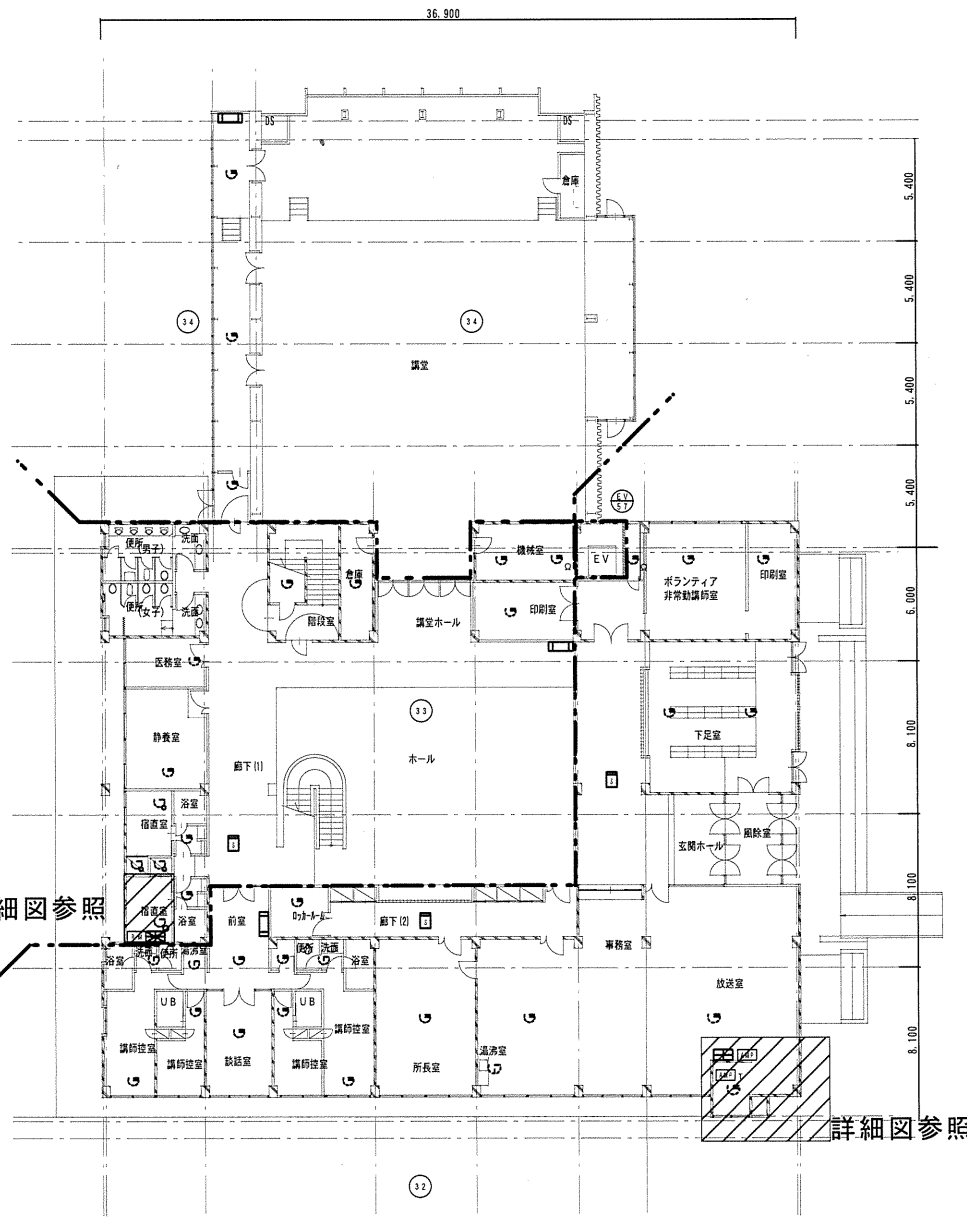 36.900
DS
DS
倉庫
5.400
5.400
5.400
5.400
34
34
講堂
EV
57
便所
(男子)
洗面
便所
(女子)
洗面
倉庫
階段室
機械室
EV
印刷室
講堂ホール
ボランティア
非常勤講師室
印刷室
6.000
医務室
静養室
33
廊下(1)
ホール
下足室
8.100
宿直室
浴室
玄関ホール
風除室
細図参照
宿直室
浴室
前室
ロッカールーム
廊下(2)
事務室
8.100
浴室
洗面
便所
湯沸室
便所
洗面
浴室
放送室
UB
UB
講師控室
講師控室
談話室
講師控室
講師控室
所長室
湯沸室
8.100
AMP
AMP
詳細図参照
32